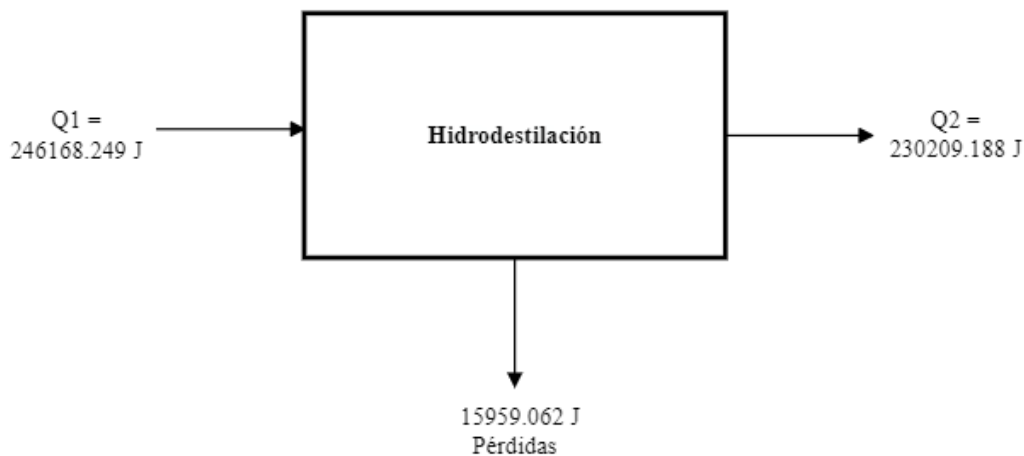 Q1 =
246168.249 J
Hidrodestilación
Q2 =
230209.188 J
15959.062 J
Pérdidas